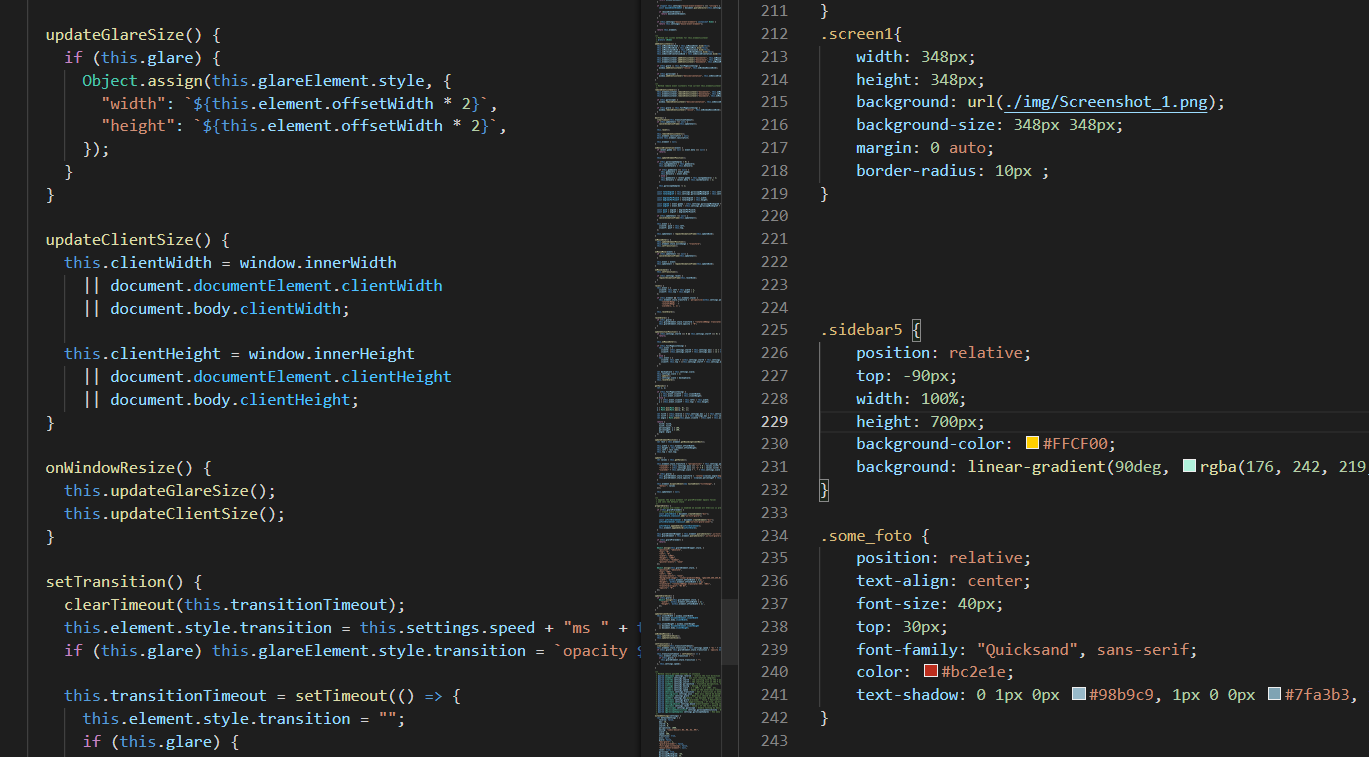 updateGlareSize() {
if (this.glare) {
Object.assign(this.glareElement.style, {
"width": `${this.element.offsetWidth * 2}`,
"height": `${this.element.offsetWidth * 2}`,
});
}
}
updateClientSize() {
this.clientWidth = window.innerWidth
|| document.documentElement.clientWidth
|| document.body.clientWidth;
this.clientHeight = window.innerHeight
|| document.documentElement.clientHeight
|| document.body.clientHeight;
}
onWindowResize() {
this.updateGlareSize();
this.updateClientSize();
}
setTransition() {
clearTimeout(this.transitionTimeout);
this.element.style.transition = this.settings.speed + "ms " +
if (this.glare) this.glareElement.style.transition = `opacity
this.transitionTimeout = setTimeout(() => {
this.element.style.transition = "";
if (this.glare) {
211 }
212 .screen1{
213 width: 348px;
214 height: 348px;
215 background: url(./img/Screenshot_1.png);
216 background-size: 348px 348px;
217 margin: 0 auto;
218 border-radius: 10px ;
219 }
220
221
222
223
224
225 .sidebar5 {
226 position: relative;
227 top: -90px;
228 width: 100%;
229 height: 700px;
230 background-color: #FFCF00;
231 background: linear-gradient(90deg, rgba(176, 242, 219
232 }
233
234 .some_foto {
235 position: relative;
236 text-align: center;
237 font-size: 40px;
238 top: 30px;
239 font-family: "Quicksand", sans-serif;
240 color: #bc2e1e;
241 text-shadow: 0 1px 0px #98b9c9, 1px 0 0px #7fa3b3,
242 }
243